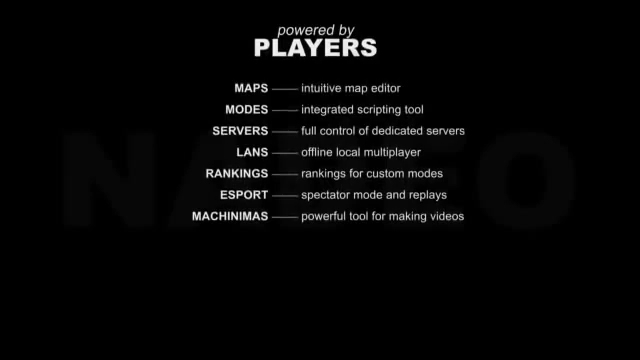 powered by
PLAYERS
MAPS intuitive map editor
MODES integrated scripting tool
SERVERS full control of dedicated servers
LANS offline local multiplayer
RANKINGS rankings for custom modes
ESPORT spectator mode and replays
MACHINIMAS powerful tool for making videos